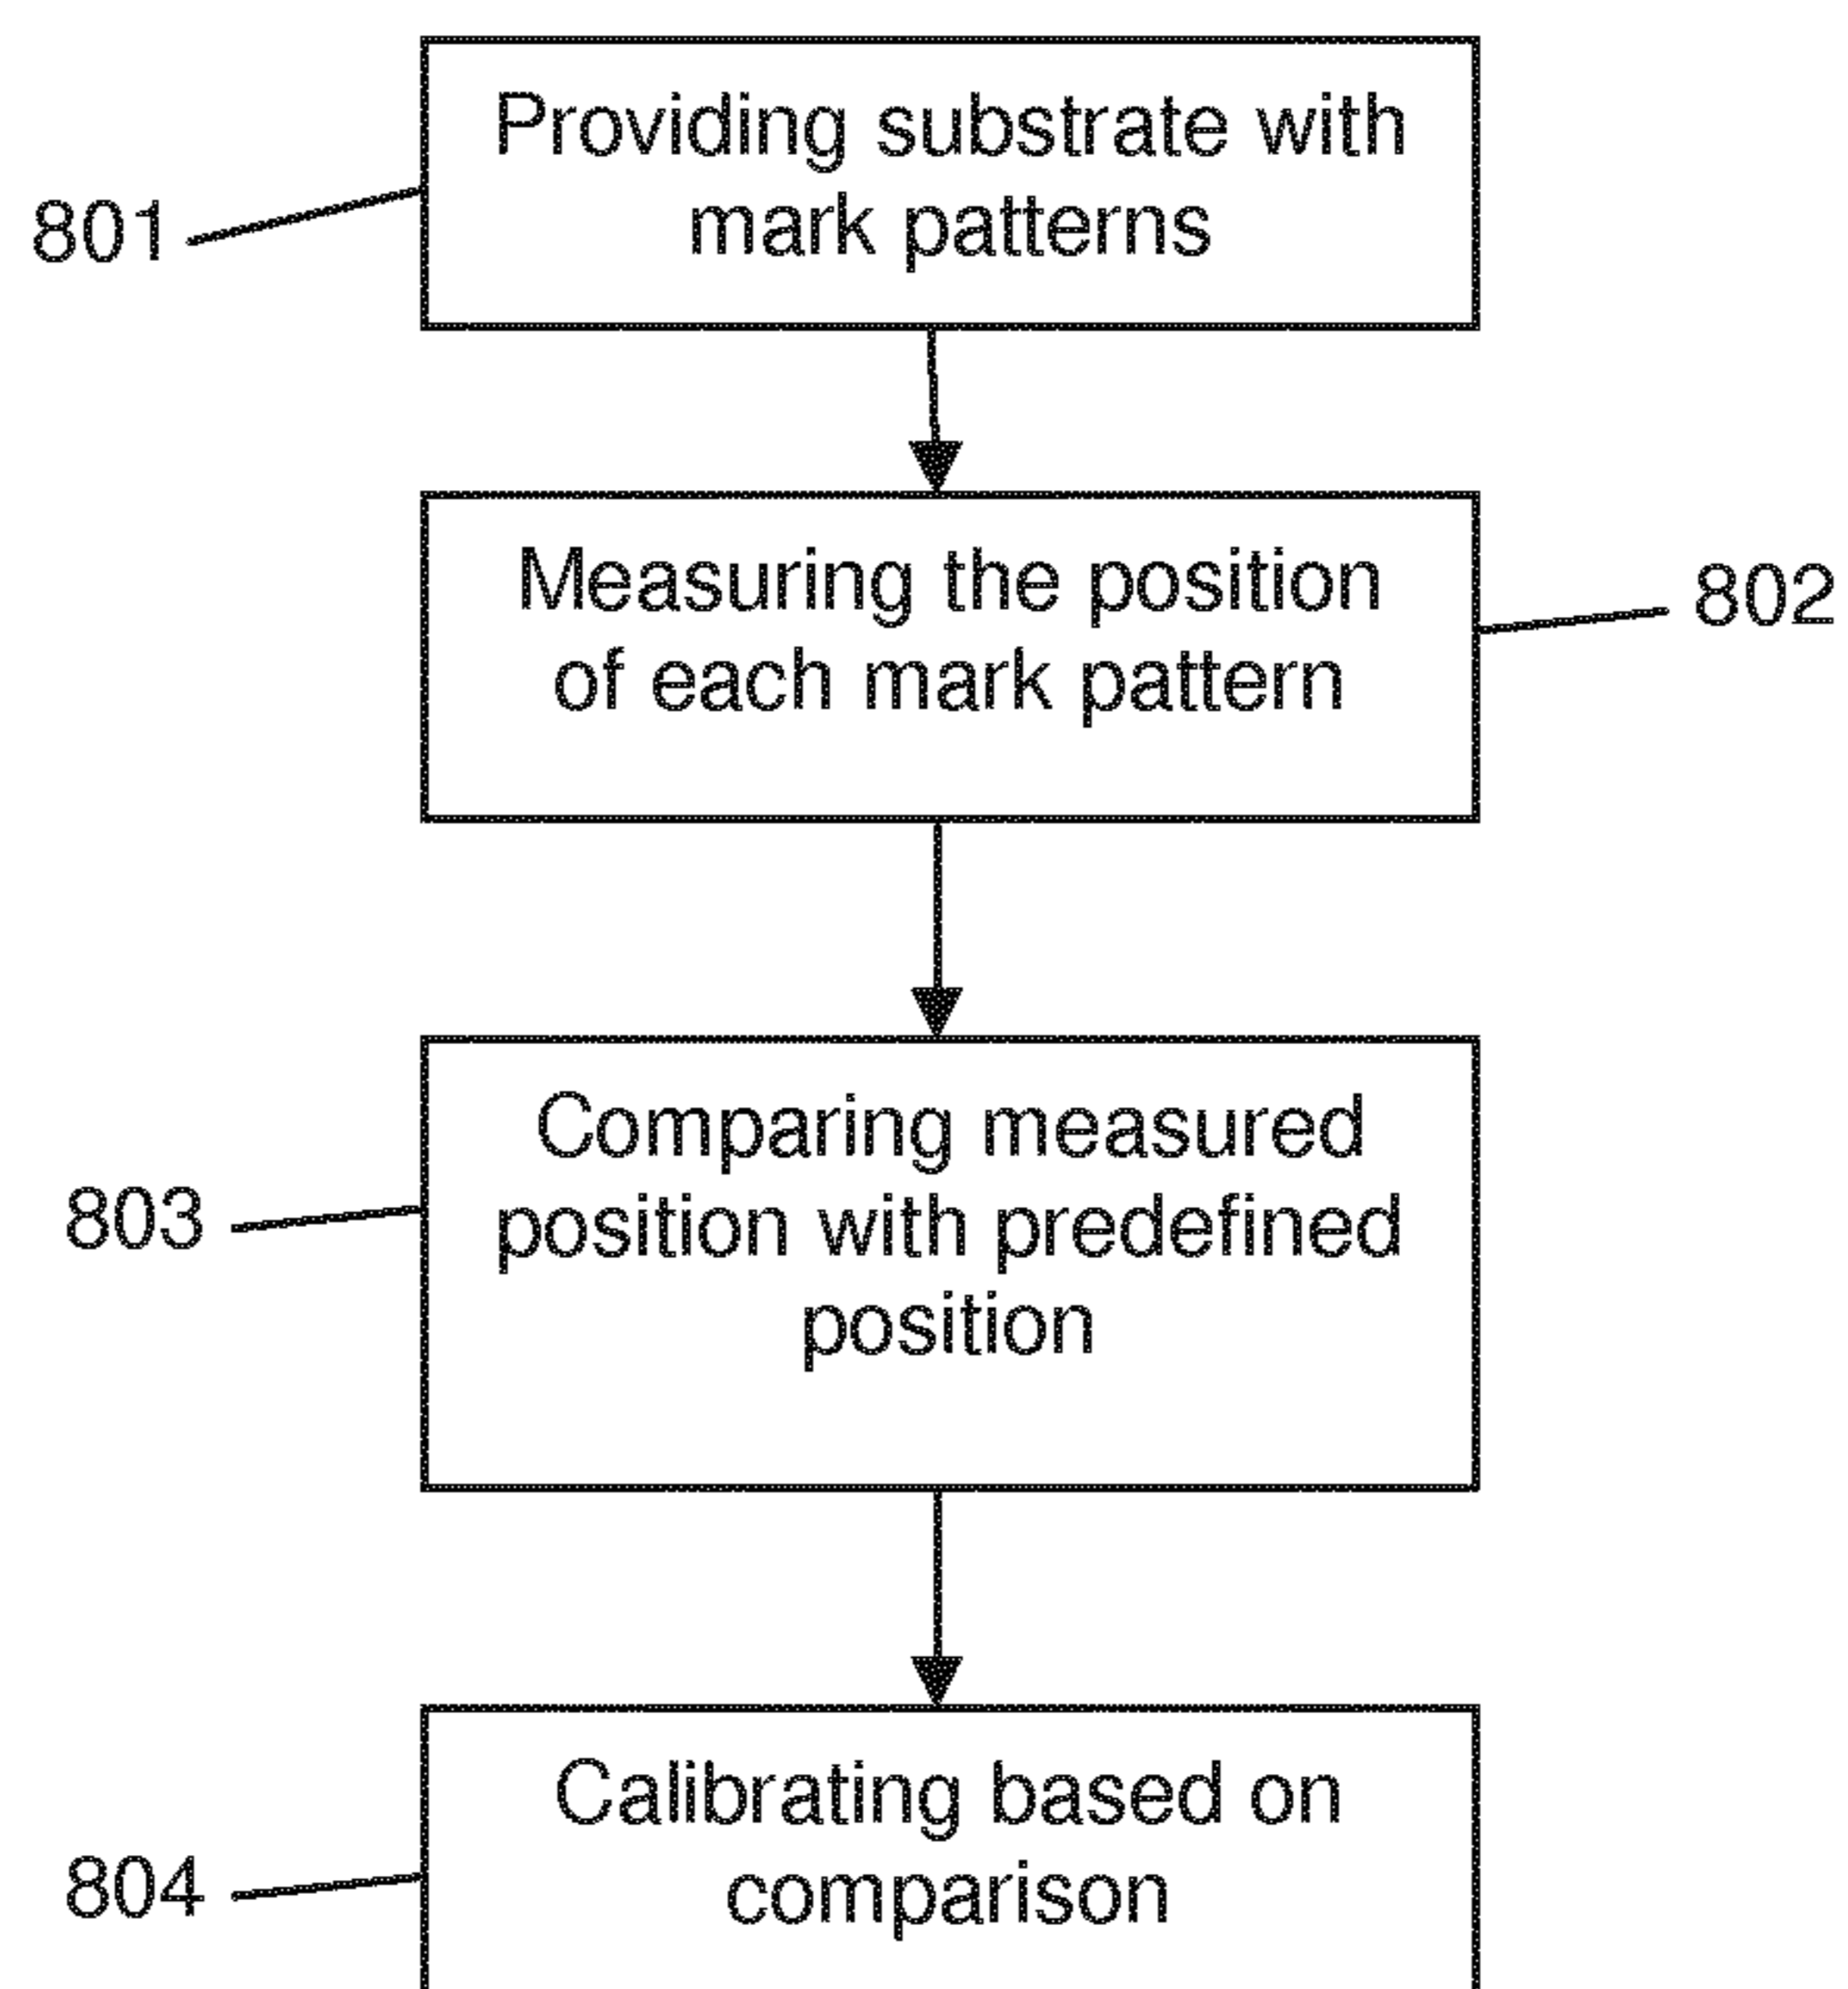 Providing substrate with
mark patterns
801
Measuring the position
of each mark pattern
802
Comparing measured
position with predefined
position
803
Calibrating based on
comparison
804